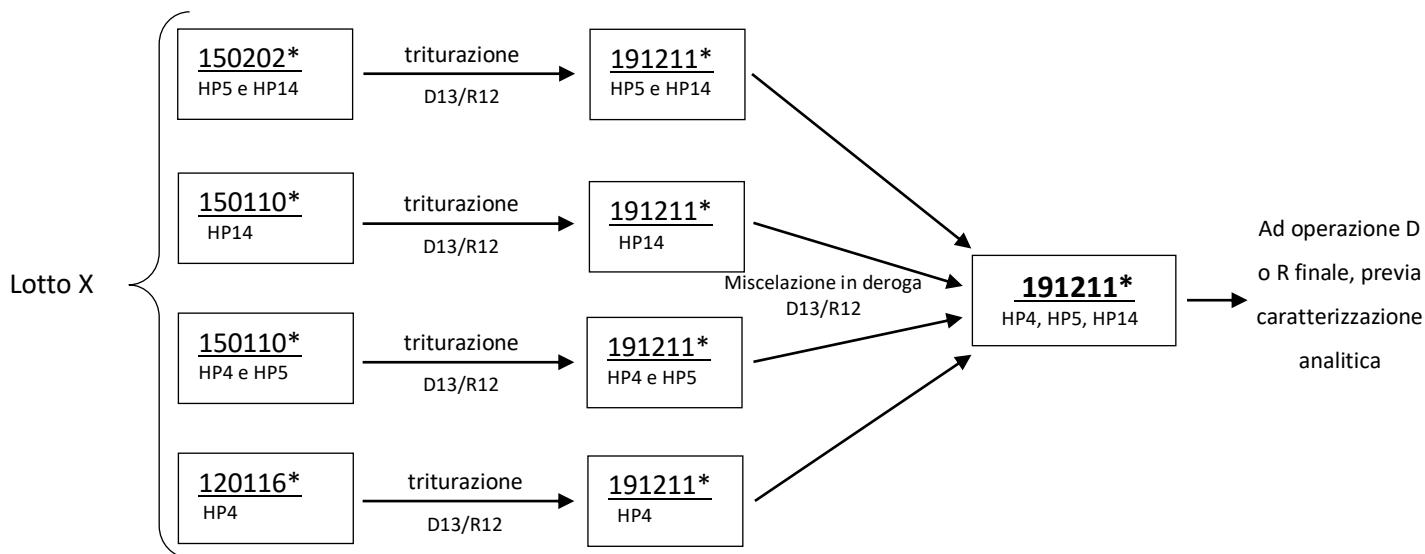 Lotto X
150202*
HP5 e HP14
triturazione
D13/R12
191211*
HP5 e HP14
150110*
HP14
triturazione
D13/R12
191211*
HP14
150110*
HP4 e HP5
triturazione
D13/R12
191211*
HP4 e HP5
120116*
HP4
triturazione
D13/R12
191211*
HP4
Miscelazione in deroga
D13/R12
191211*
HP4, HP5, HP14
Ad operazione D
o R finale, previa
caratterizzazione
analitica